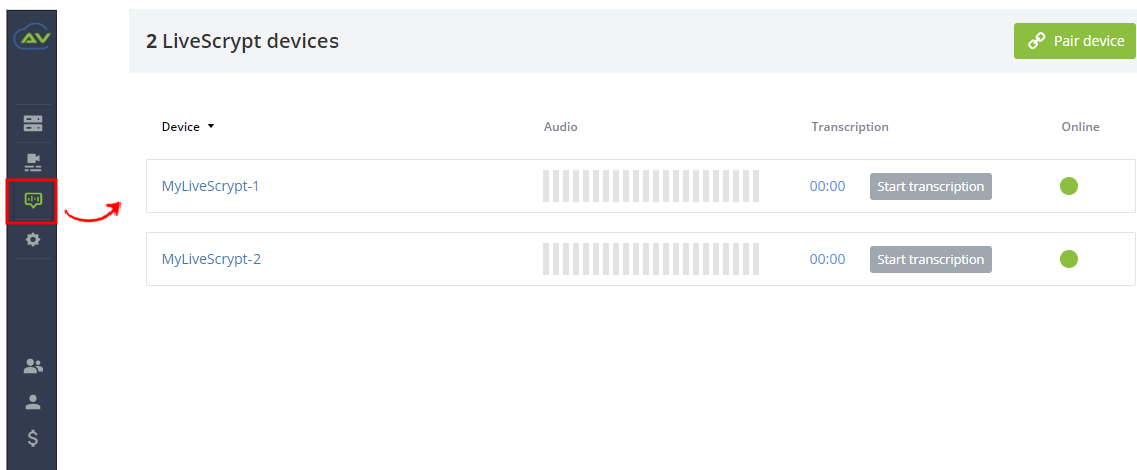 AV
2 LiveScrypt devices
Pair device
Device Audio Transcription Online
MyLiveScrypt-1 00:00 Start transcription
MyLiveScrypt-2 00:00 Start transcription
$